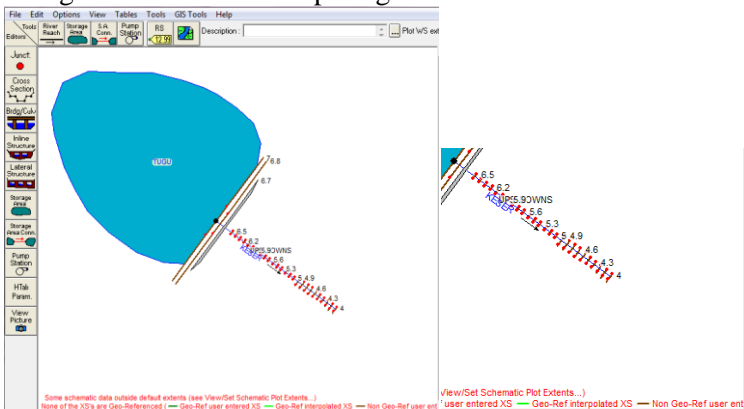 File Edit Options View Tables Tools GIS Tools Help
Tools
Editors
River Reach
Storage Area
S.A. Conn.
Pump Station
RS
Description :
... Plot WS ext
Junct.
Cross Section
Brdg/Culv
Inline Structure
Lateral Structure
Storage Area
Storage Area Conn.
Pump Station
HTab Param.
View Picture
TUGU
7
6.8
6.7
6.5
6.2
UP5.9DWNS
KESER
5.6
5.3
5.4.9
4.6
4.3
4
Some schematic data outside default extents (see View/Set Schematic Plot Extents...)
None of the XS's are Geo-Referenced ( — Geo-Ref user entered XS — Geo-Ref interpolated XS — Non Geo-Ref user ent
6.5
6.2
KESER
5.6
5.3
5 4.9
4.6
4.3
4
View/Set Schematic Plot Extents...)
user entered XS — Geo-Ref interpolated XS — Non Geo-Ref user ent